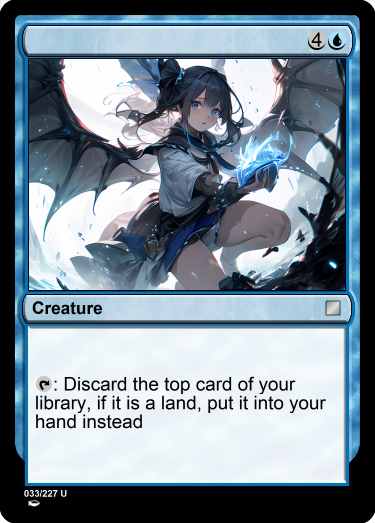 4
Creature
: Discard the top card of your
library, if it is a land, put it into your
hand instead
033/227 U